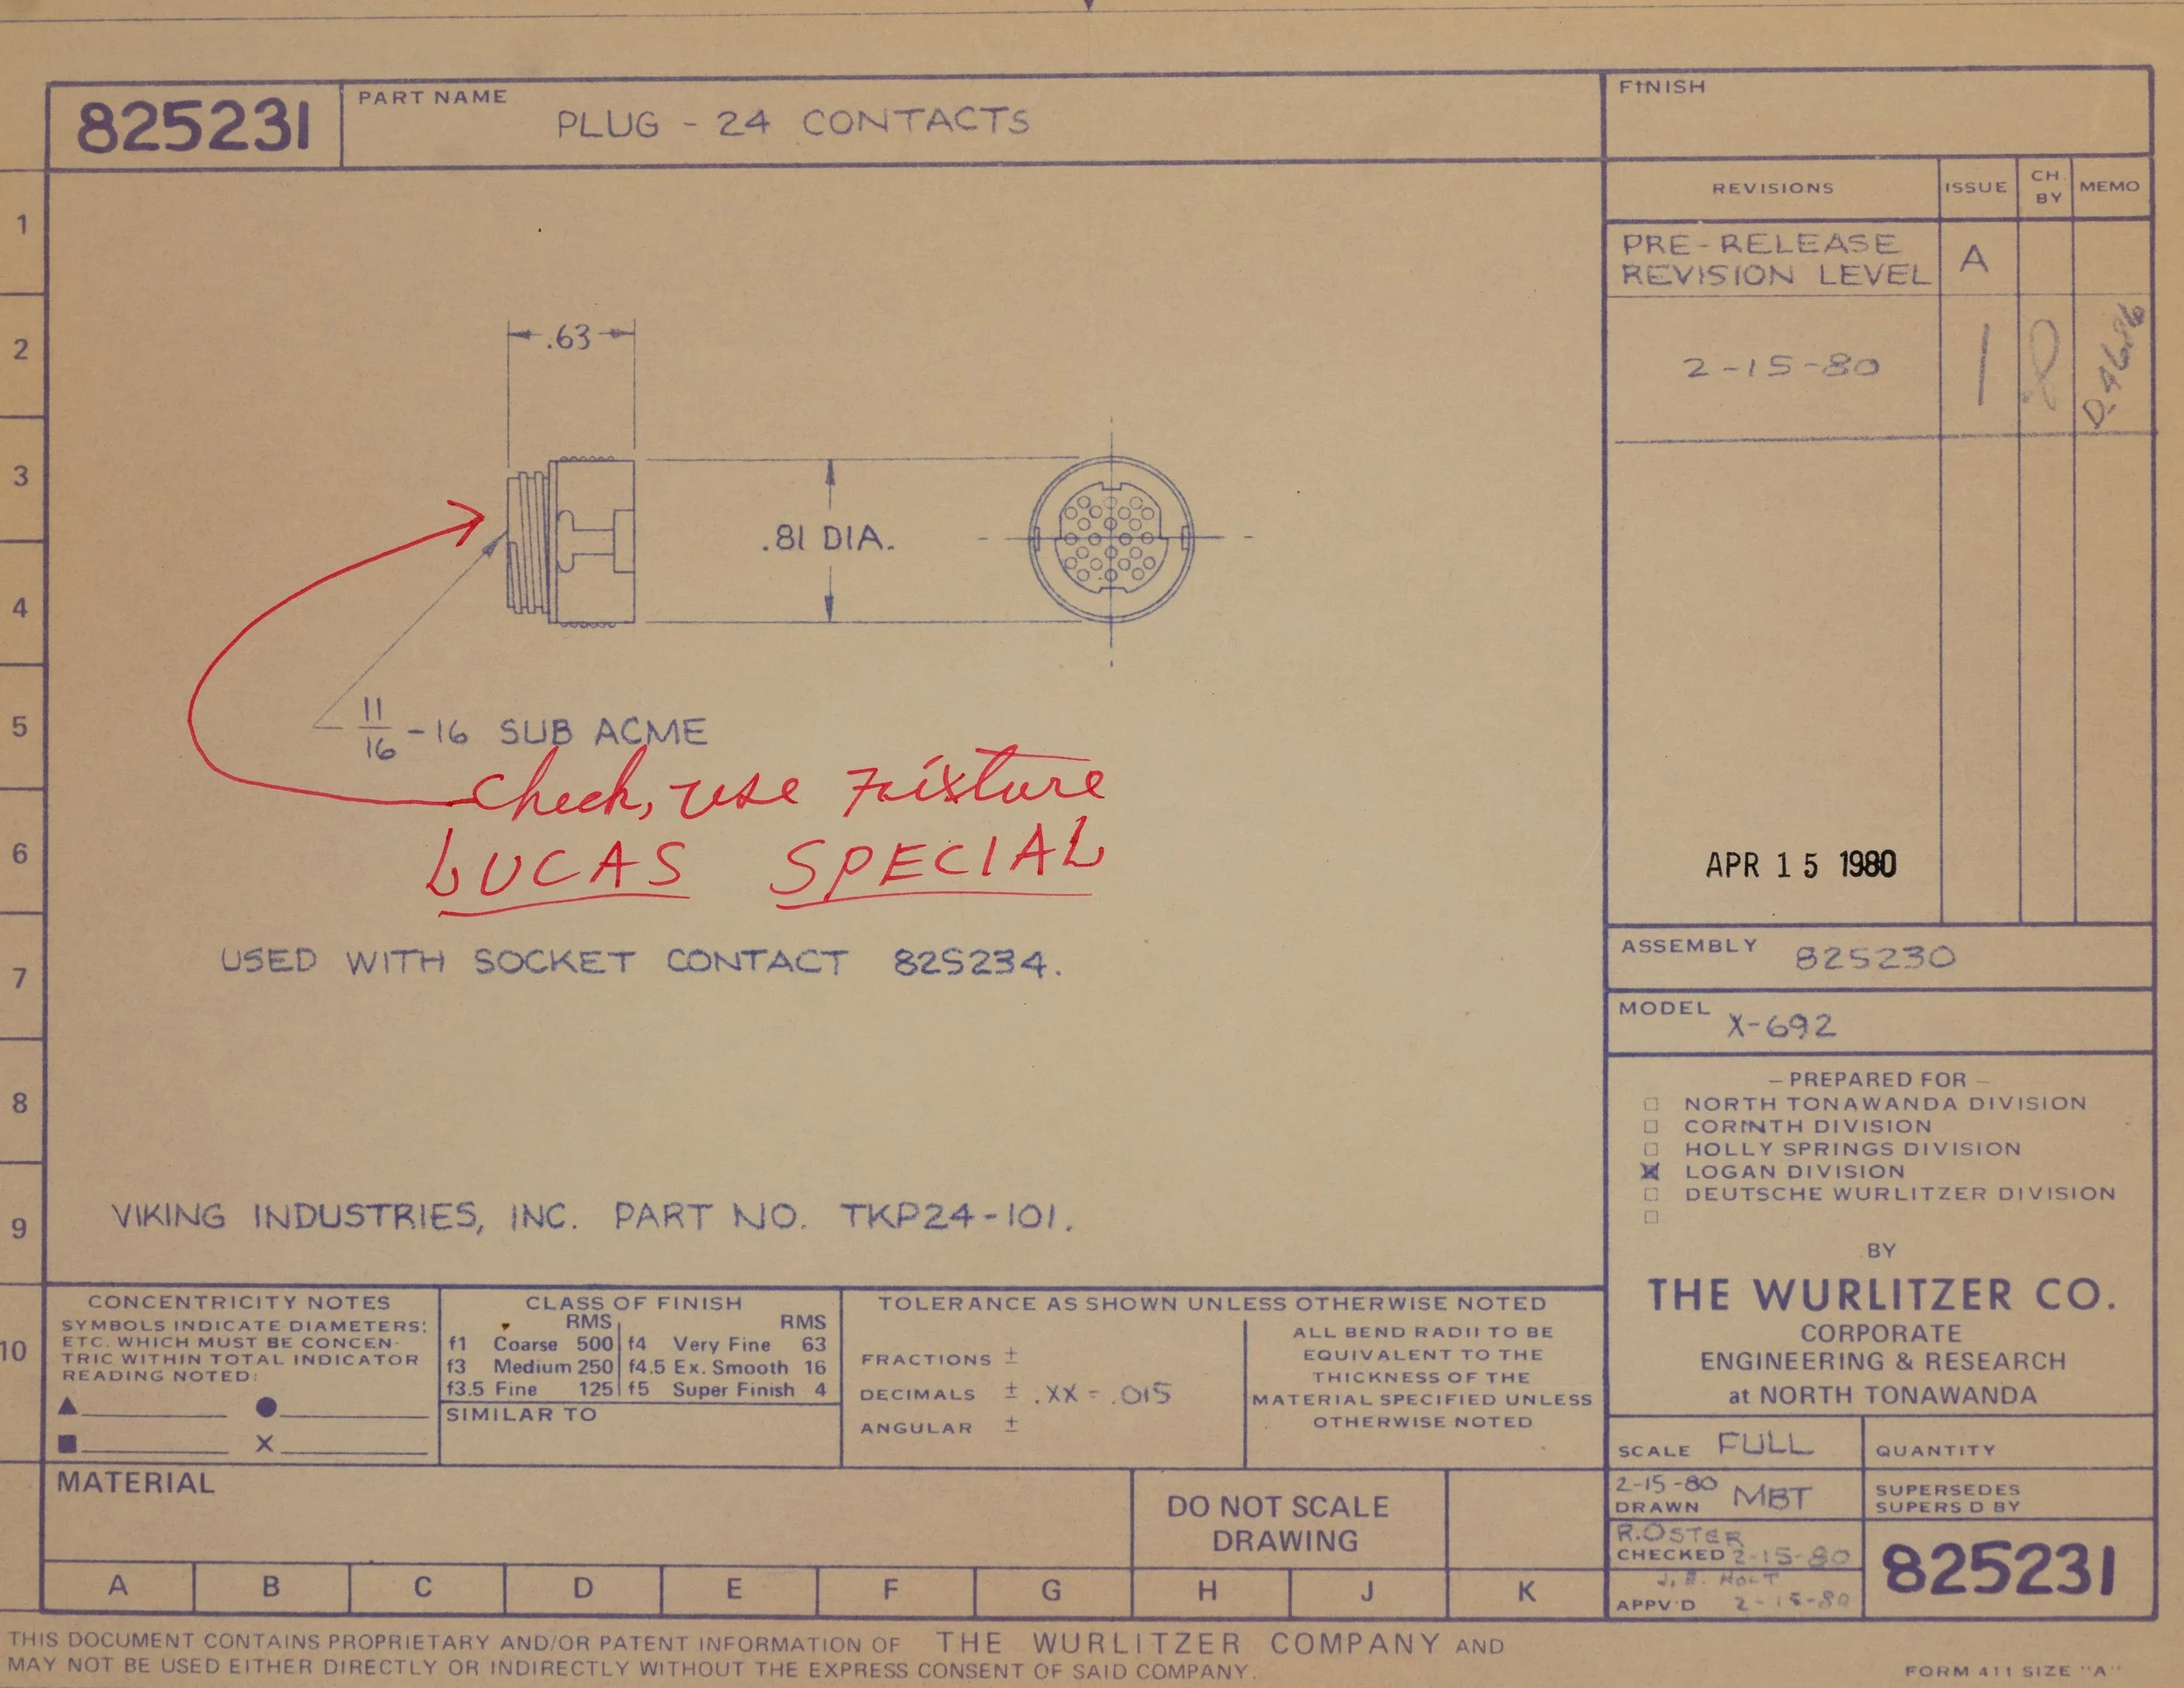 825231
PART NAME
PLUG - 24 CONTACTS
FINISH
REVISIONS
ISSUE
CH. BY
MEMO
PRE-RELEASE
REVISION LEVEL
A
2-15-80
1
1
2
3
4
5
6
7
8
9
10
.63
.81 DIA.
11/16 -16 SUB ACME
Check, use Fixture
LUCAS SPECIAL
USED WITH SOCKET CONTACT 825234.
VIKING INDUSTRIES, INC. PART NO. TKP24-101.
APR 15 1980
ASSEMBLY 825230
MODEL X-692
- PREPARED FOR -
NORTH TONAWANDA DIVISION
CORINTH DIVISION
HOLLY SPRINGS DIVISION
LOGAN DIVISION
DEUTSCHE WURLITZER DIVISION
BY
THE WURLITZER CO.
CORPORATE
ENGINEERING & RESEARCH
at NORTH TONAWANDA
CONCENTRICITY NOTES
SYMBOLS INDICATE DIAMETERS:
ETC. WHICH MUST BE CONCEN-
TRIC WITHIN TOTAL INDICATOR
READING NOTED:
X
CLASS OF FINISH
RMS RMS
f1 Coarse 500 f4 Very Fine 63
f3 Medium 250 f4.5 Ex. Smooth 16
f3.5 Fine 125 f5 Super Finish 4
SIMILAR TO
TOLERANCE AS SHOWN UNLESS OTHERWISE NOTED
FRACTIONS ±
DECIMALS ± .XX = .015
ANGULAR ±
ALL BEND RADII TO BE
EQUIVALENT TO THE
THICKNESS OF THE
MATERIAL SPECIFIED UNLESS
OTHERWISE NOTED
SCALE FULL
QUANTITY
2-15-80
DRAWN MBT
SUPERSEDES
SUPERS D BY
R.OSTER
CHECKED 2-15-80
J. E. HOLT
APPV'D 2-15-80
825231
MATERIAL
DO NOT SCALE
DRAWING
A B C D E F G H J K
THIS DOCUMENT CONTAINS PROPRIETARY AND/OR PATENT INFORMATION OF THE WURLITZER COMPANY AND
MAY NOT BE USED EITHER DIRECTLY OR INDIRECTLY WITHOUT THE EXPRESS CONSENT OF SAID COMPANY.
FORM 411 SIZE "A"